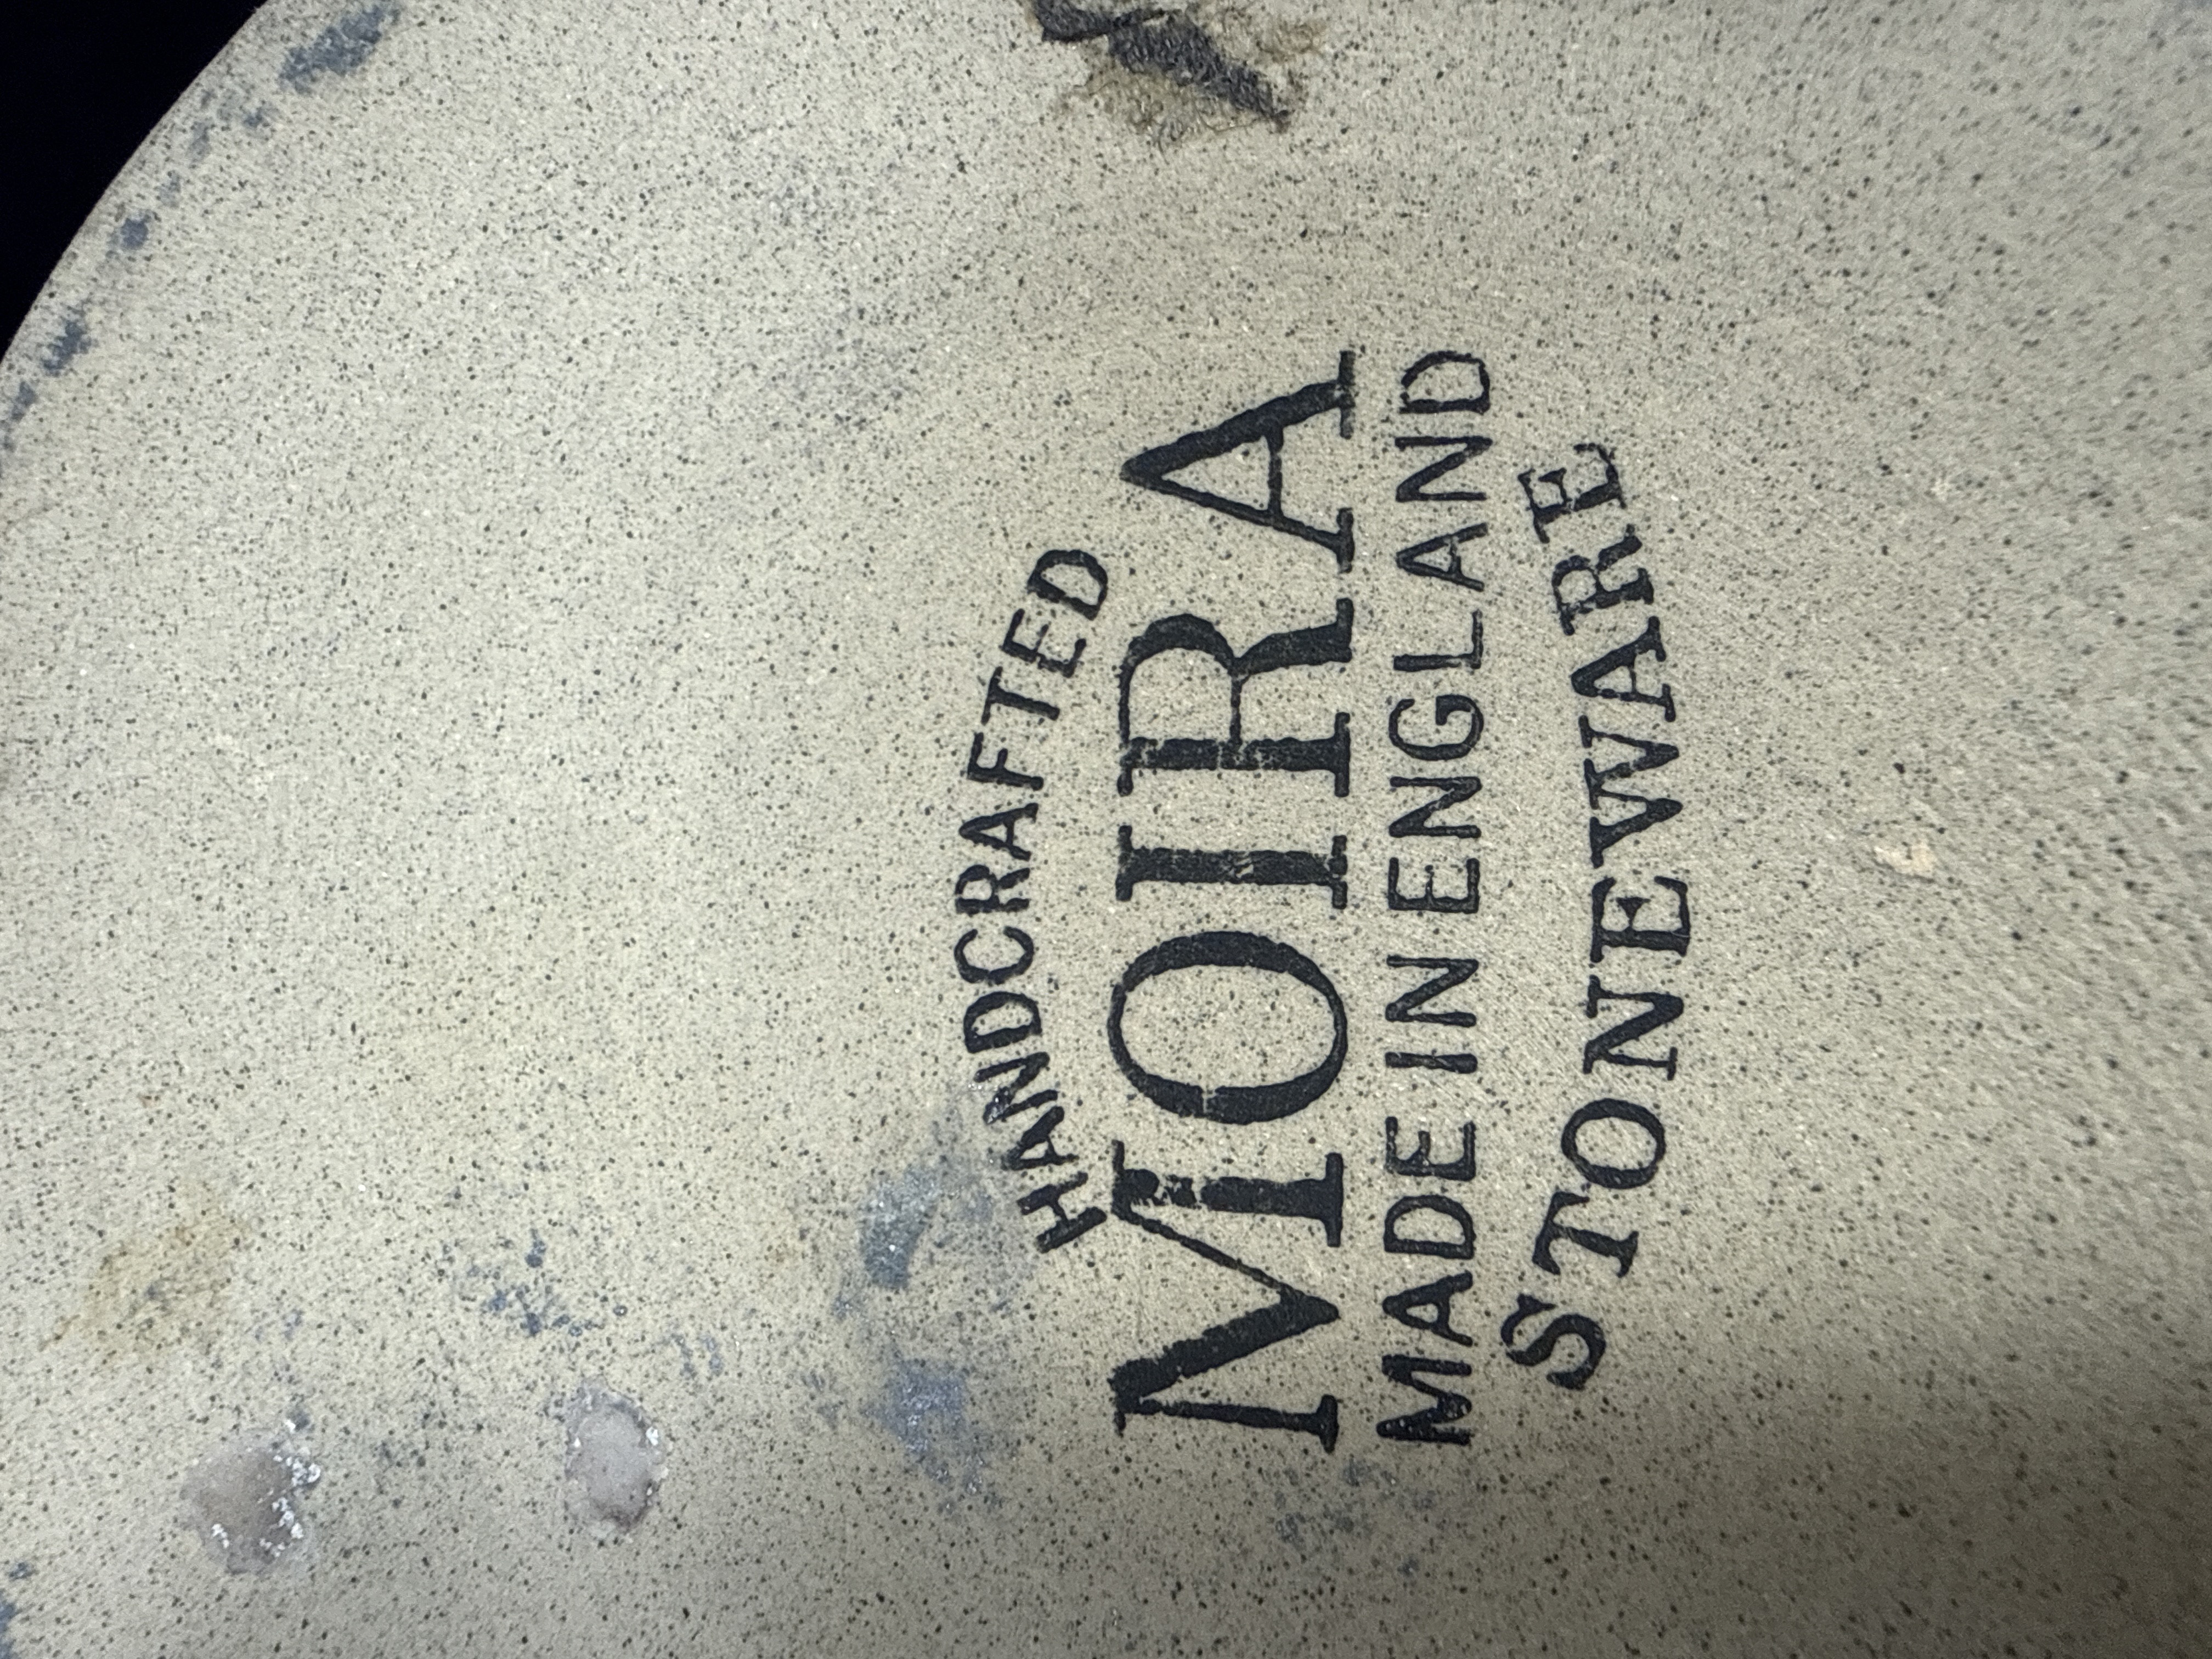 HANDCRAFTED
MOIRA
MADE IN ENGLAND
STONEWARE